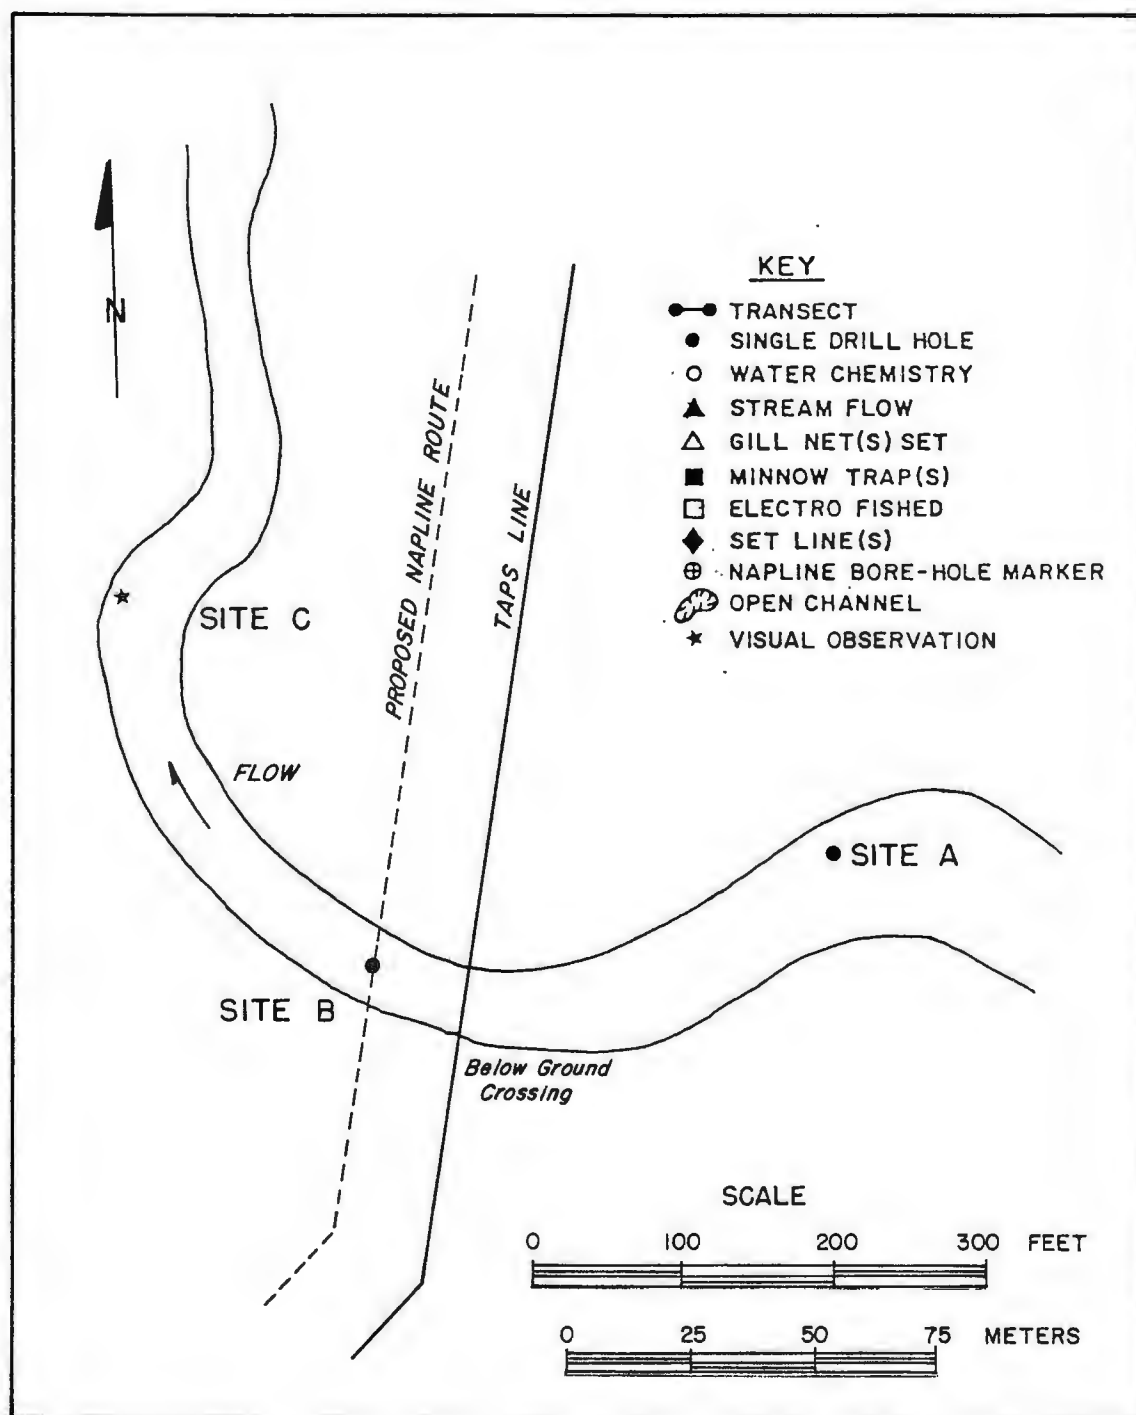 N
KEY
TRANSECT
SINGLE DRILL HOLE
WATER CHEMISTRY
STREAM FLOW
GILL NET(S) SET
MINNOW TRAP(S)
ELECTRO FISHED
SET LINE(S)
NAPLINE BORE-HOLE MARKER
OPEN CHANNEL
VISUAL OBSERVATION
PROPOSED NAPLINE ROUTE
TAPS LINE
SITE C
FLOW
SITE A
SITE B
Below Ground
Crossing
SCALE
0 100 200 300 FEET
0 25 50 75 METERS